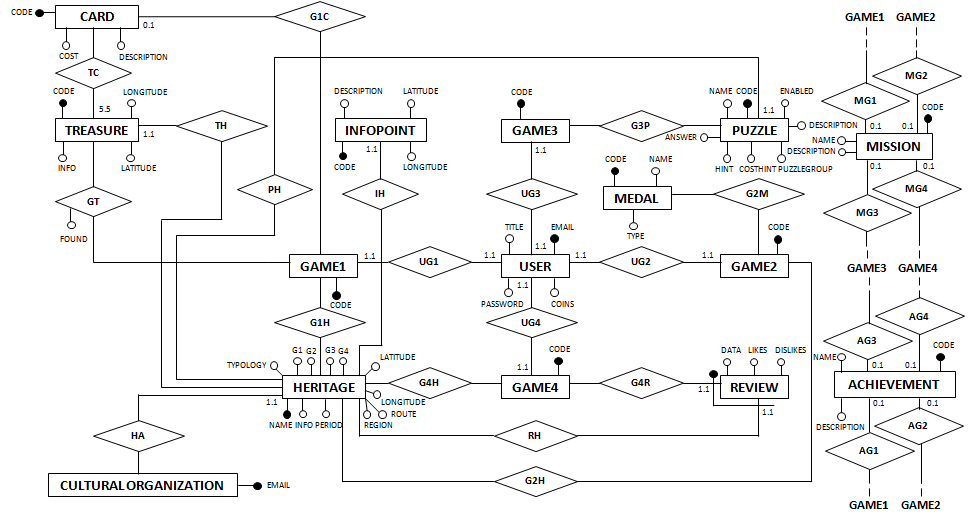 CODE
CARD
0.1
G1C
GAME1
GAME2
COST
DESCRIPTION
TC
MG2
CODE
LONGITUDE
DESCRIPTION
LATITUDE
CODE
NAME
CODE
ENABLED
MG1
CODE
5.5
1.1
TREASURE
1.1
TH
INFOPOINT
GAME3
G3P
PUZZLE
DESCRIPTION
0.1
0.1
ANSWER
NAME
MISSION
DESCRIPTION
INFO
LATITUDE
CODE
1.1
LONGITUDE
1.1
CODE
NAME
HINT
COSTHINT
PUZZLEGROUP
0.1
0.1
GT
PH
IH
UG3
MEDAL
G2M
MG4
MG3
FOUND
TITLE
EMAIL
TYPE
CODE
1.1
GAME1
1.1
UG1
1.1
USER
1.1
UG2
1.1
GAME2
GAME3
GAME4
CODE
PASSWORD
1.1
COINS
G1H
UG4
AG4
AG3
G1
G2
G3
G4
TYPOLOGY
LATITUDE
CODE
1.1
DATA
LIKES
DISLIKES
NAME
0.1
0.1
CODE
HERITAGE
G4H
GAME4
G4R
1.1
REVIEW
ACHIEVEMENT
1.1
LONGITUDE
ROUTE
1.1
0.1
0.1
NAME
INFO
PERIOD
REGION
DESCRIPTION
HA
RH
AG2
AG1
CULTURAL ORGANIZATION
EMAIL
G2H
GAME1
GAME2